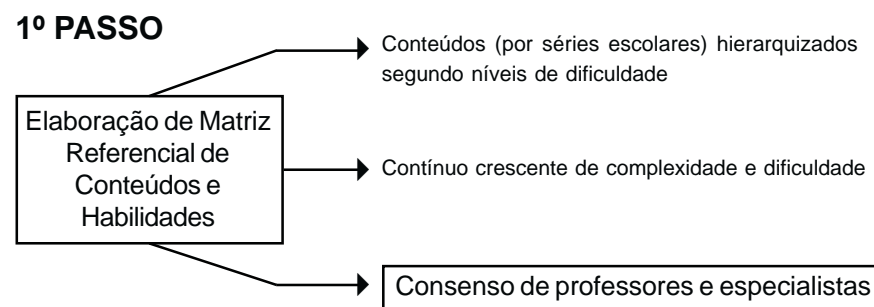 1º PASSO
Conteúdos (por séries escolares) hierarquizados
segundo níveis de dificuldade
Elaboração de Matriz
Referencial de
Conteúdos e
Habilidades
Contínuo crescente de complexidade e dificuldade
Consenso de professores e especialistas